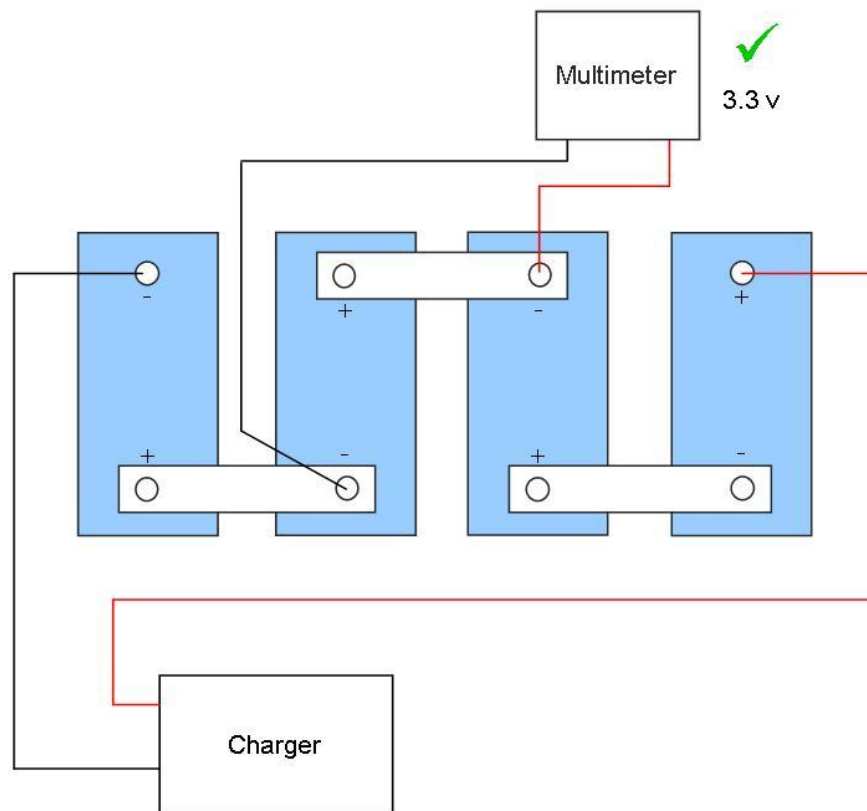 Multimeter
3.3 v
-
+
-
+
+
-
+
-
Charger